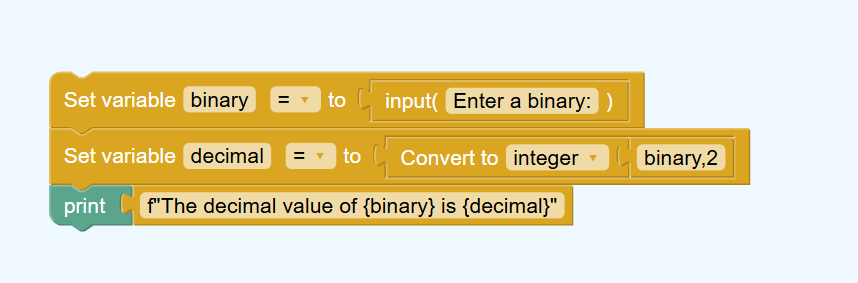 Set variable binary = to input( Enter a binary: )
Set variable decimal = to Convert to integer binary,2
print f"The decimal value of {binary} is {decimal}"